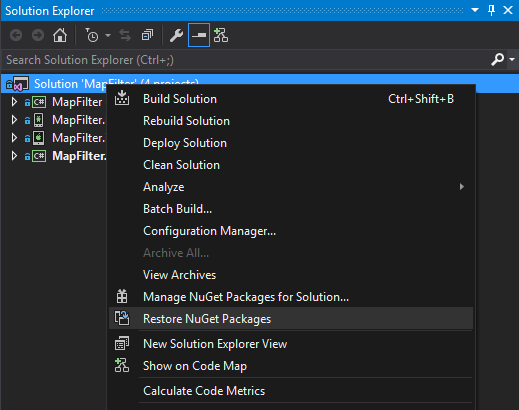 Solution Explorer
Search Solution Explorer (Ctrl+;)
Solution 'MapFilter' (4 projects)
MapFilter
MapFilter.
MapFilter.
MapFilter.
Build Solution Ctrl+Shift+B
Rebuild Solution
Deploy Solution
Clean Solution
Analyze
Batch Build...
Configuration Manager...
Archive All...
View Archives
Manage NuGet Packages for Solution...
Restore NuGet Packages
New Solution Explorer View
Show on Code Map
Calculate Code Metrics